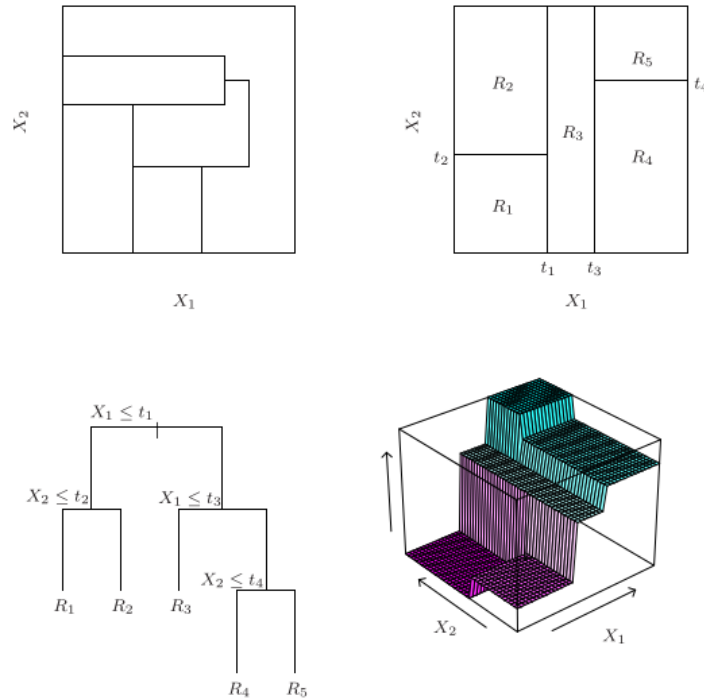 X₂
X₁
X₂
R₂
R₅
t₄
R₃
t₂
R₄
R₁
t₁
t₃
X₁
X₁ ≤ t₁
X₂ ≤ t₂
X₁ ≤ t₃
X₂ ≤ t₄
R₁
R₂
R₃
R₄
R₅
X₂
X₁